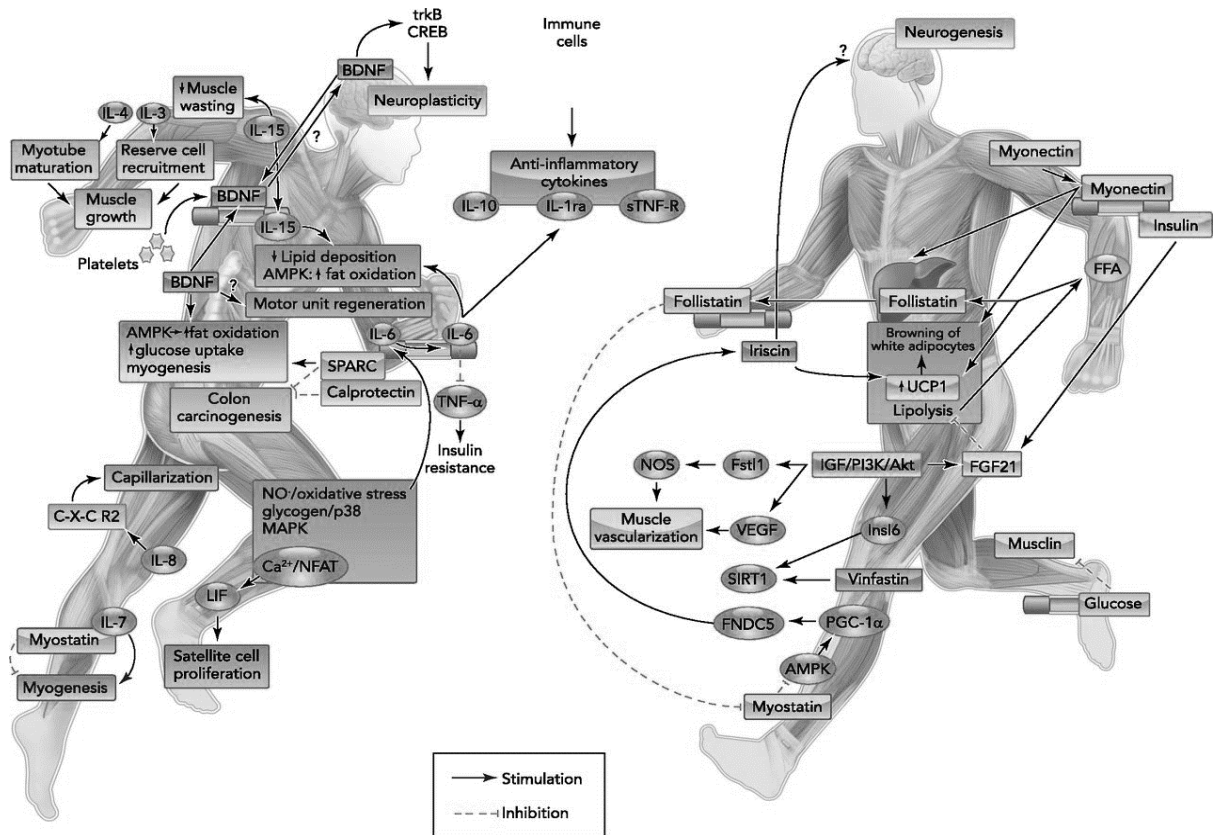 trkB
CREB
BDNF
Neuroplasticity
?
Immune
cells
Muscle
wasting
IL-4
IL-3
IL-15
Myotube
maturation
Reserve cell
recruitment
Muscle
growth
BDNF
Platelets
IL-15
Anti-inflammatory
cytokines
IL-10
IL-1ra
sTNF-R
Lipid deposition
AMPK: fat oxidation
BDNF
?
Motor unit regeneration
AMPK fat oxidation
glucose uptake
myogenesis
IL-6
IL-6
SPARC
Calprotectin
Colon
carcinogenesis
TNF-α
Insulin
resistance
Capillarization
C-X-C R2
IL-8
NO·/oxidative stress
glycogen/p38
MAPK
Ca²⁺/NFAT
LIF
Satellite cell
proliferation
IL-7
Myostatin
Myogenesis
Neurogenesis
?
Myonectin
Myonectin
Insulin
FFA
Follistatin
Follistatin
Browning of
white adipocytes
UCP1
Lipolysis
Iriscin
NOS
Fstl1
IGF/PI3K/Akt
FGF21
Muscle
vascularization
VEGF
Insl6
SIRT1
Vinfastin
Musclin
Glucose
FNDC5
PGC-1α
AMPK
Myostatin
Stimulation
Inhibition